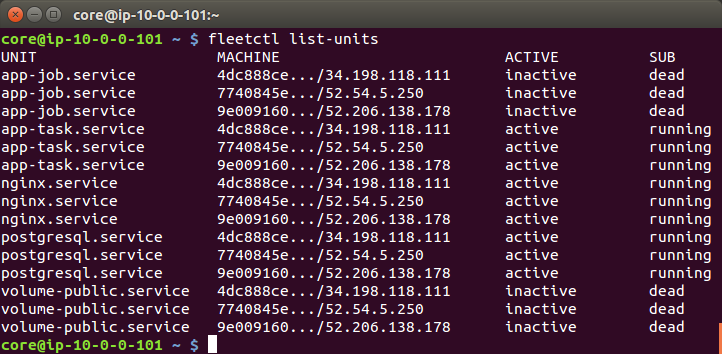 core@ip-10-0-0-101:~
core@ip-10-0-0-101 ~ $ fleetctl list-units
UNIT MACHINE ACTIVE SUB
app-job.service 4dc888ce.../34.198.118.111 inactive dead
app-job.service 7740845e.../52.54.5.250 inactive dead
app-job.service 9e009160.../52.206.138.178 inactive dead
app-task.service 4dc888ce.../34.198.118.111 active running
app-task.service 7740845e.../52.54.5.250 active running
app-task.service 9e009160.../52.206.138.178 active running
nginx.service 4dc888ce.../34.198.118.111 active running
nginx.service 7740845e.../52.54.5.250 active running
nginx.service 9e009160.../52.206.138.178 active running
postgresql.service 4dc888ce.../34.198.118.111 active running
postgresql.service 7740845e.../52.54.5.250 active running
postgresql.service 9e009160.../52.206.138.178 active running
volume-public.service 4dc888ce.../34.198.118.111 inactive dead
volume-public.service 7740845e.../52.54.5.250 inactive dead
volume-public.service 9e009160.../52.206.138.178 inactive dead
core@ip-10-0-0-101 ~ $